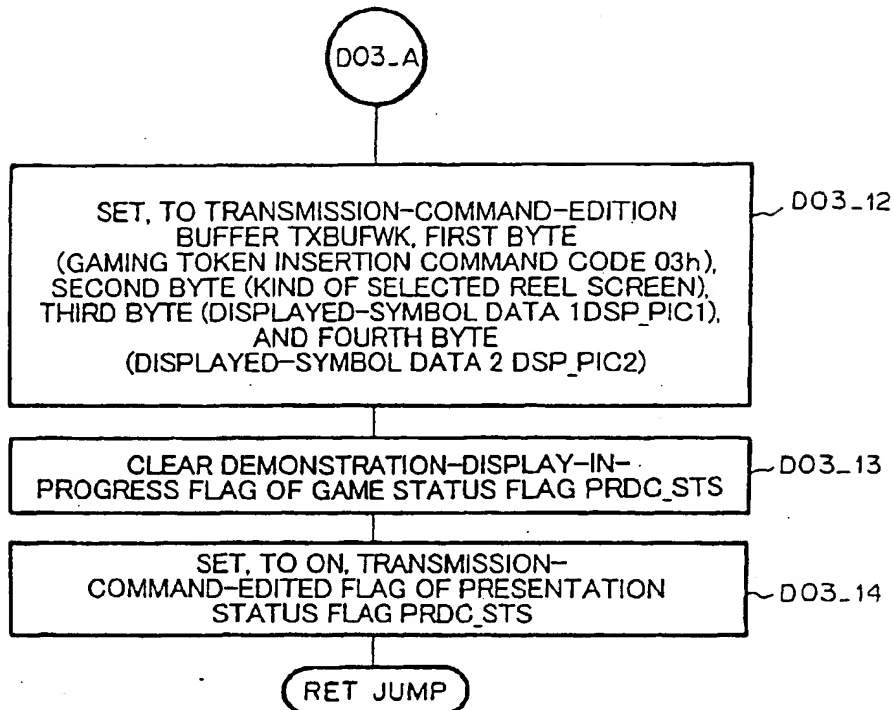 D03_A
SET, TO TRANSMISSION-COMMAND-EDITION
BUFFER TXBUFWK, FIRST BYTE
(GAMING TOKEN INSERTION COMMAND CODE 03h),
SECOND BYTE (KIND OF SELECTED REEL SCREEN),
THIRD BYTE (DISPLAYED-SYMBOL DATA 1DSP_PIC1),
AND FOURTH BYTE
(DISPLAYED-SYMBOL DATA 2 DSP_PIC2)
D03_12
CLEAR DEMONSTRATION-DISPLAY-IN-
PROGRESS FLAG OF GAME STATUS FLAG PRDC_STS
D03_13
SET, TO ON, TRANSMISSION-
COMMAND-EDITED FLAG OF PRESENTATION
STATUS FLAG PRDC_STS
D03_14
RET JUMP